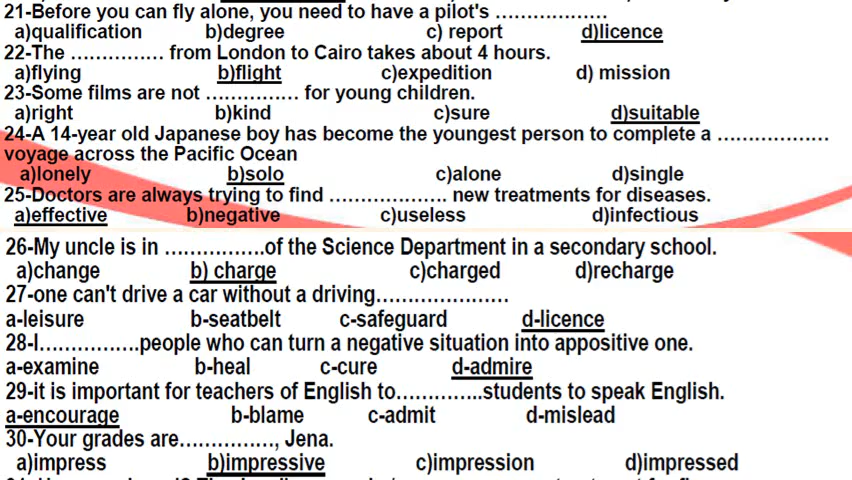 21-Before you can fly alone, you need to have a pilot's ………………
a)qualification b)degree c) report d)licence
22-The …………… from London to Cairo takes about 4 hours.
a)flying b)flight c)expedition d) mission
23-Some films are not …………… for young children.
a)right b)kind c)sure d)suitable
24-A 14-year old Japanese boy has become the youngest person to complete a ………………
voyage across the Pacific Ocean
a)lonely b)solo c)alone d)single
25-Doctors are always trying to find ………………. new treatments for diseases.
a)effective b)negative c)useless d)infectious
26-My uncle is in …………….of the Science Department in a secondary school.
a)change b) charge c)charged d)recharge
27-one can't drive a car without a driving…………………
a-leisure b-seatbelt c-safeguard d-licence
28-I…………….people who can turn a negative situation into appositive one.
a-examine b-heal c-cure d-admire
29-it is important for teachers of English to…………..students to speak English.
a-encourage b-blame c-admit d-mislead
30-Your grades are……………, Jena.
a)impress b)impressive c)impression d)impressed